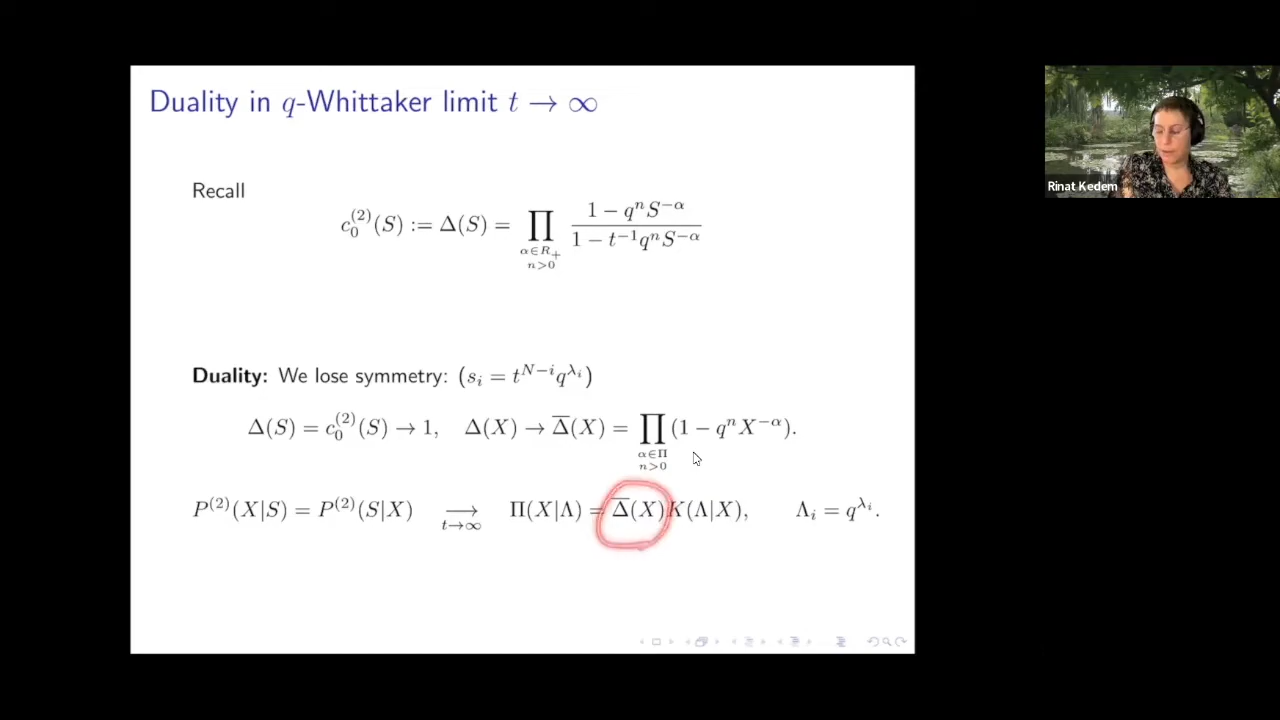 Duality in q-Whittaker limit t → ∞
Recall
c_0^{(2)}(S) := Δ(S) = ∏_{α∈R_+, n>0} \frac{1 − q^n S^{−α}}{1 − t^{−1} q^n S^{−α}}
Duality: We lose symmetry: (s_i = t^{N−i} q^{λ_i})
Δ(S) = c_0^{(2)}(S) → 1, Δ(X) → \overline{Δ}(X) = ∏_{α∈Π, n>0} (1 − q^n X^{−α}).
P^{(2)}(X|S) = P^{(2)}(S|X) ⟶_{t→∞} Π(X|Λ) = \overline{Δ}(X)K(Λ|X), Λ_i = q^{λ_i}.
Rinat Kedem